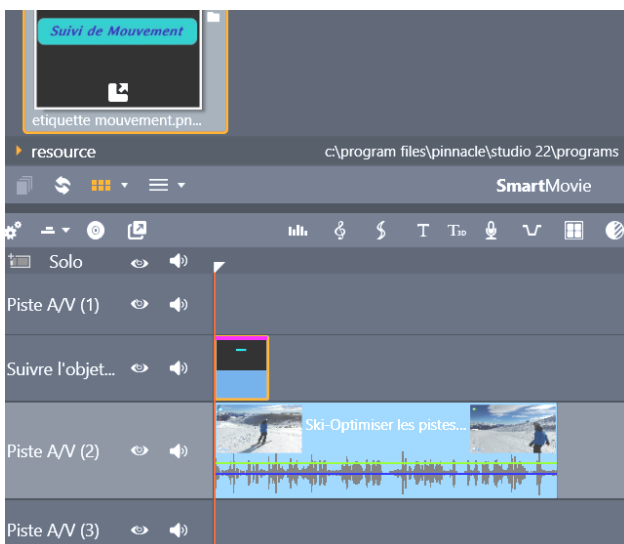 Suivi de Mouvement
etiquette mouvement.pn...
resource
c:\program files\pinnacle\studio 22\programs
SmartMovie
T T3D
Solo
Piste A/V (1)
Suivre l'objet...
Ski-Optimiser les pistes...
Piste A/V (2)
Piste A/V (3)